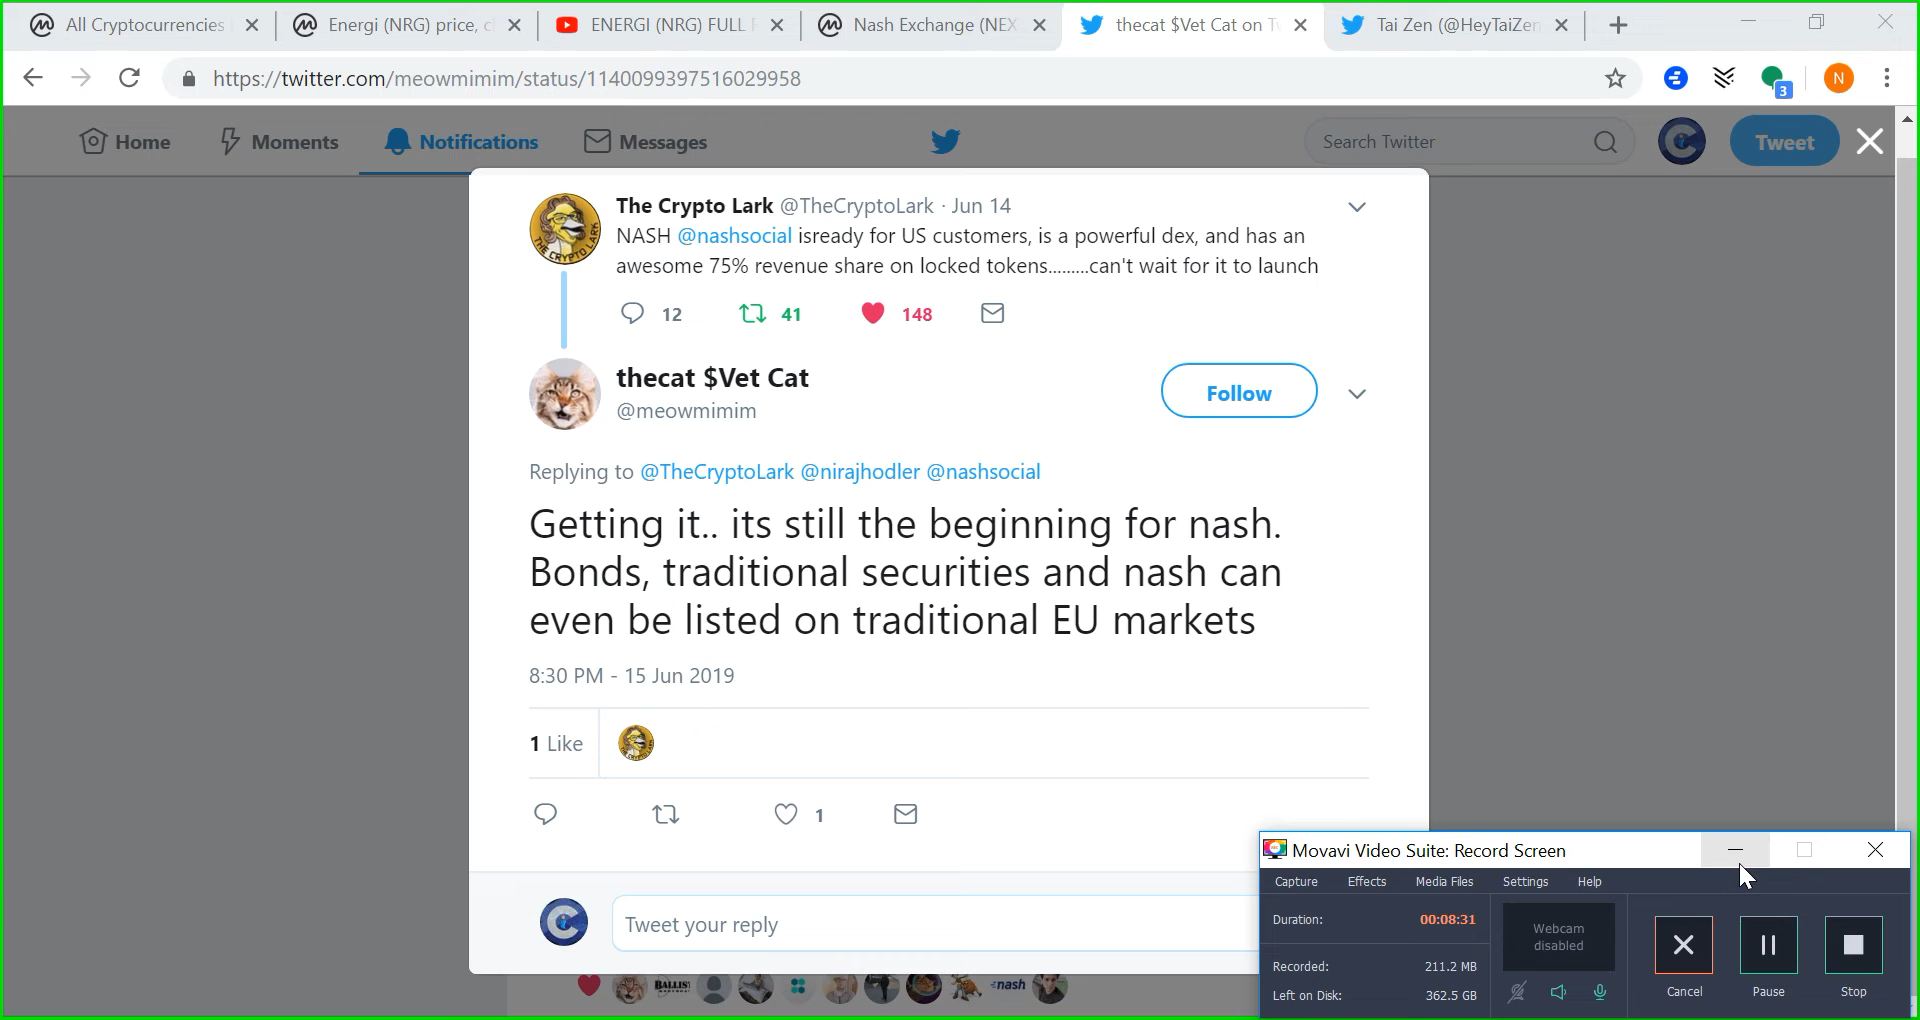 All Cryptocurrencies
Energi (NRG) price, c
ENERGI (NRG) FULL
Nash Exchange (NEX
thecat $Vet Cat on Tw
Tai Zen (@HeyTaiZen
https://twitter.com/meowmimim/status/1140099397516029958
3
N
Home
Moments
Notifications
Messages
Search Twitter
Tweet
The Crypto Lark @TheCryptoLark · Jun 14
NASH @nashsocial isready for US customers, is a powerful dex, and has an
awesome 75% revenue share on locked tokens.........can't wait for it to launch
12
41
148
thecat $Vet Cat
@meowmimim
Follow
Replying to @TheCryptoLark @nirajhodler @nashsocial
Getting it.. its still the beginning for nash.
Bonds, traditional securities and nash can
even be listed on traditional EU markets
8:30 PM - 15 Jun 2019
1 Like
1
Tweet your reply
nash
Movavi Video Suite: Record Screen
Capture
Effects
Media Files
Settings
Help
Duration:
00:08:31
Webcam
disabled
Recorded:
211.2 MB
Left on Disk:
362.5 GB
Cancel
Pause
Stop